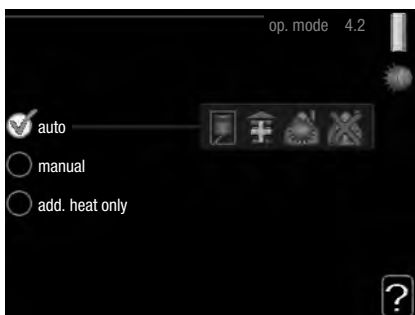 op. mode 4.2
auto
manual
add. heat only
?